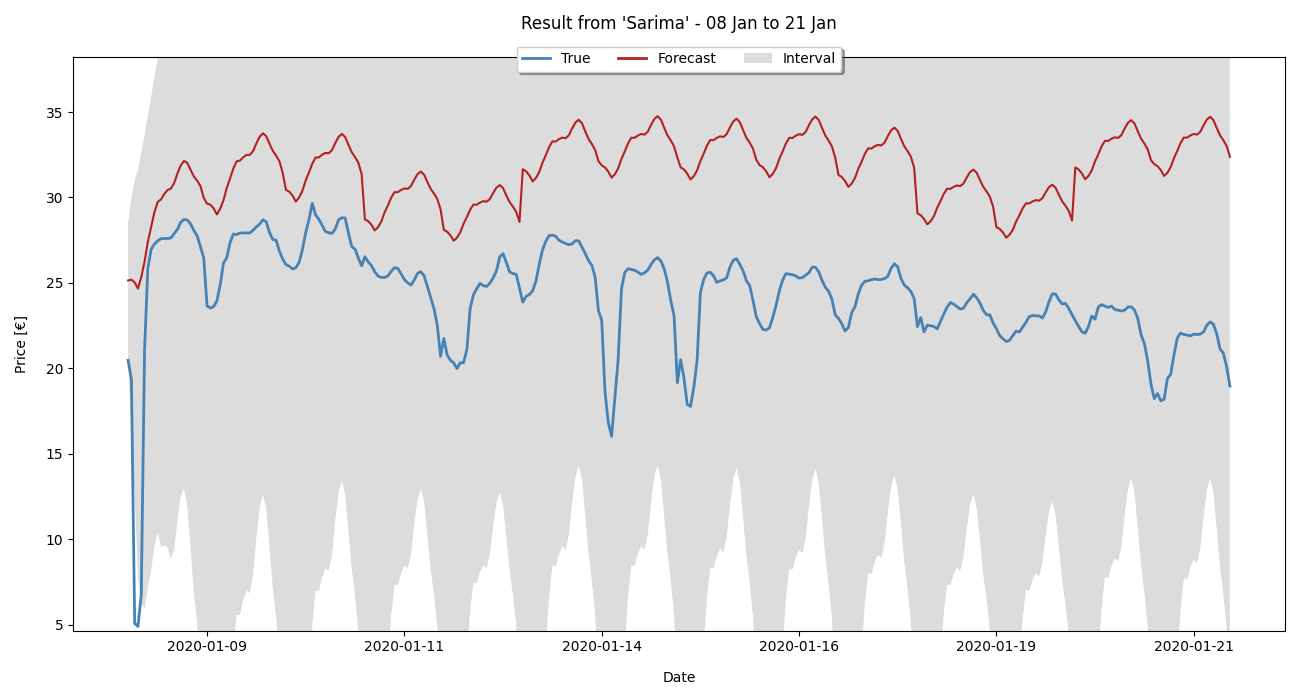 Result from 'Sarima' - 08 Jan to 21 Jan
True Forecast Interval
35
30
25
20
15
10
5
Price [€]
2020-01-09 2020-01-11 2020-01-14 2020-01-16 2020-01-19 2020-01-21
Date